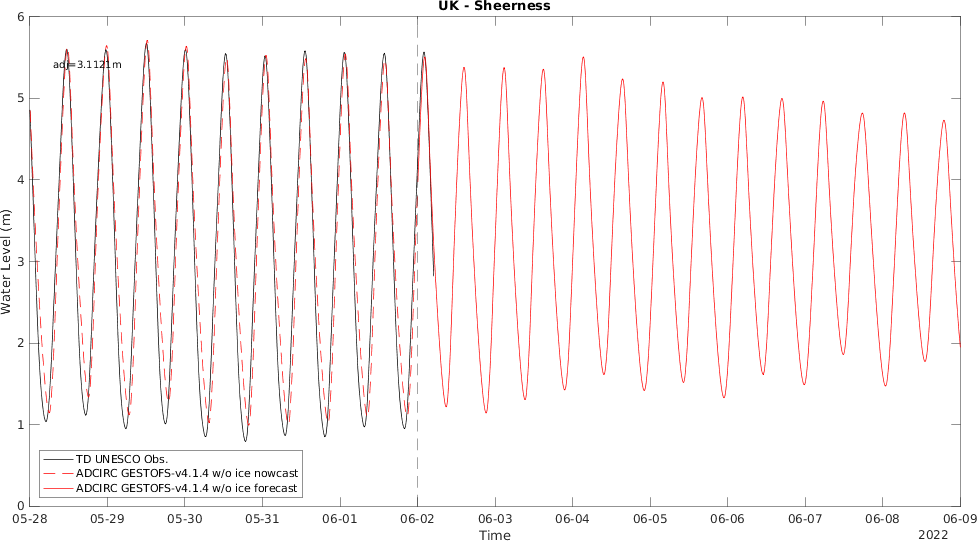 UK - Sheerness
adj=3.1121m
6
5
4
3
2
1
0
Water Level (m)
TD UNESCO Obs.
ADCIRC GESTOFS-v4.1.4 w/o ice nowcast
ADCIRC GESTOFS-v4.1.4 w/o ice forecast
05-28 05-29 05-30 05-31 06-01 06-02 06-03 06-04 06-05 06-06 06-07 06-08 06-09
Time
2022